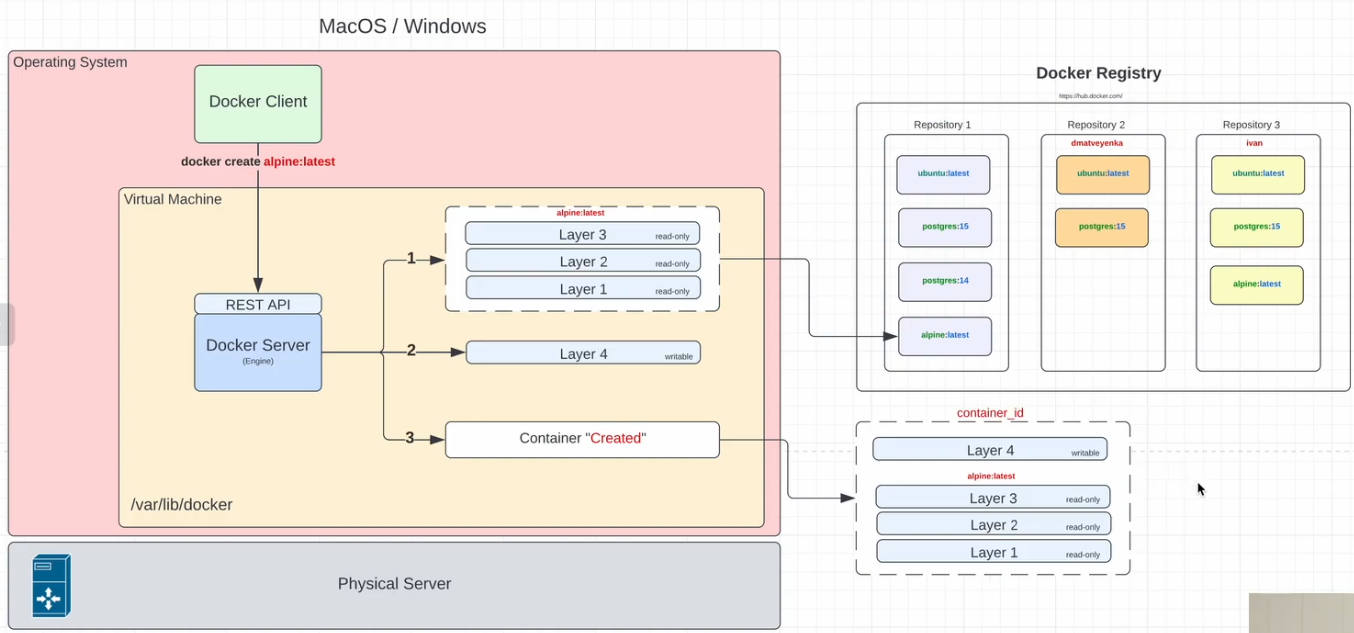 MacOS / Windows
Operating System
Docker Client
docker create alpine:latest
Virtual Machine
REST API
Docker Server
(Engine)
1
2
3
alpine:latest
Layer 3 read-only
Layer 2 read-only
Layer 1 read-only
Layer 4 writable
Container "Created"
/var/lib/docker
Physical Server
Docker Registry
https://hub.docker.com/
Repository 1
ubuntu:latest
postgres:15
postgres:14
alpine:latest
Repository 2
dmatveyenka
ubuntu:latest
postgres:15
Repository 3
ivan
ubuntu:latest
postgres:15
alpine:latest
container_id
Layer 4 writable
alpine:latest
Layer 3 read-only
Layer 2 read-only
Layer 1 read-only